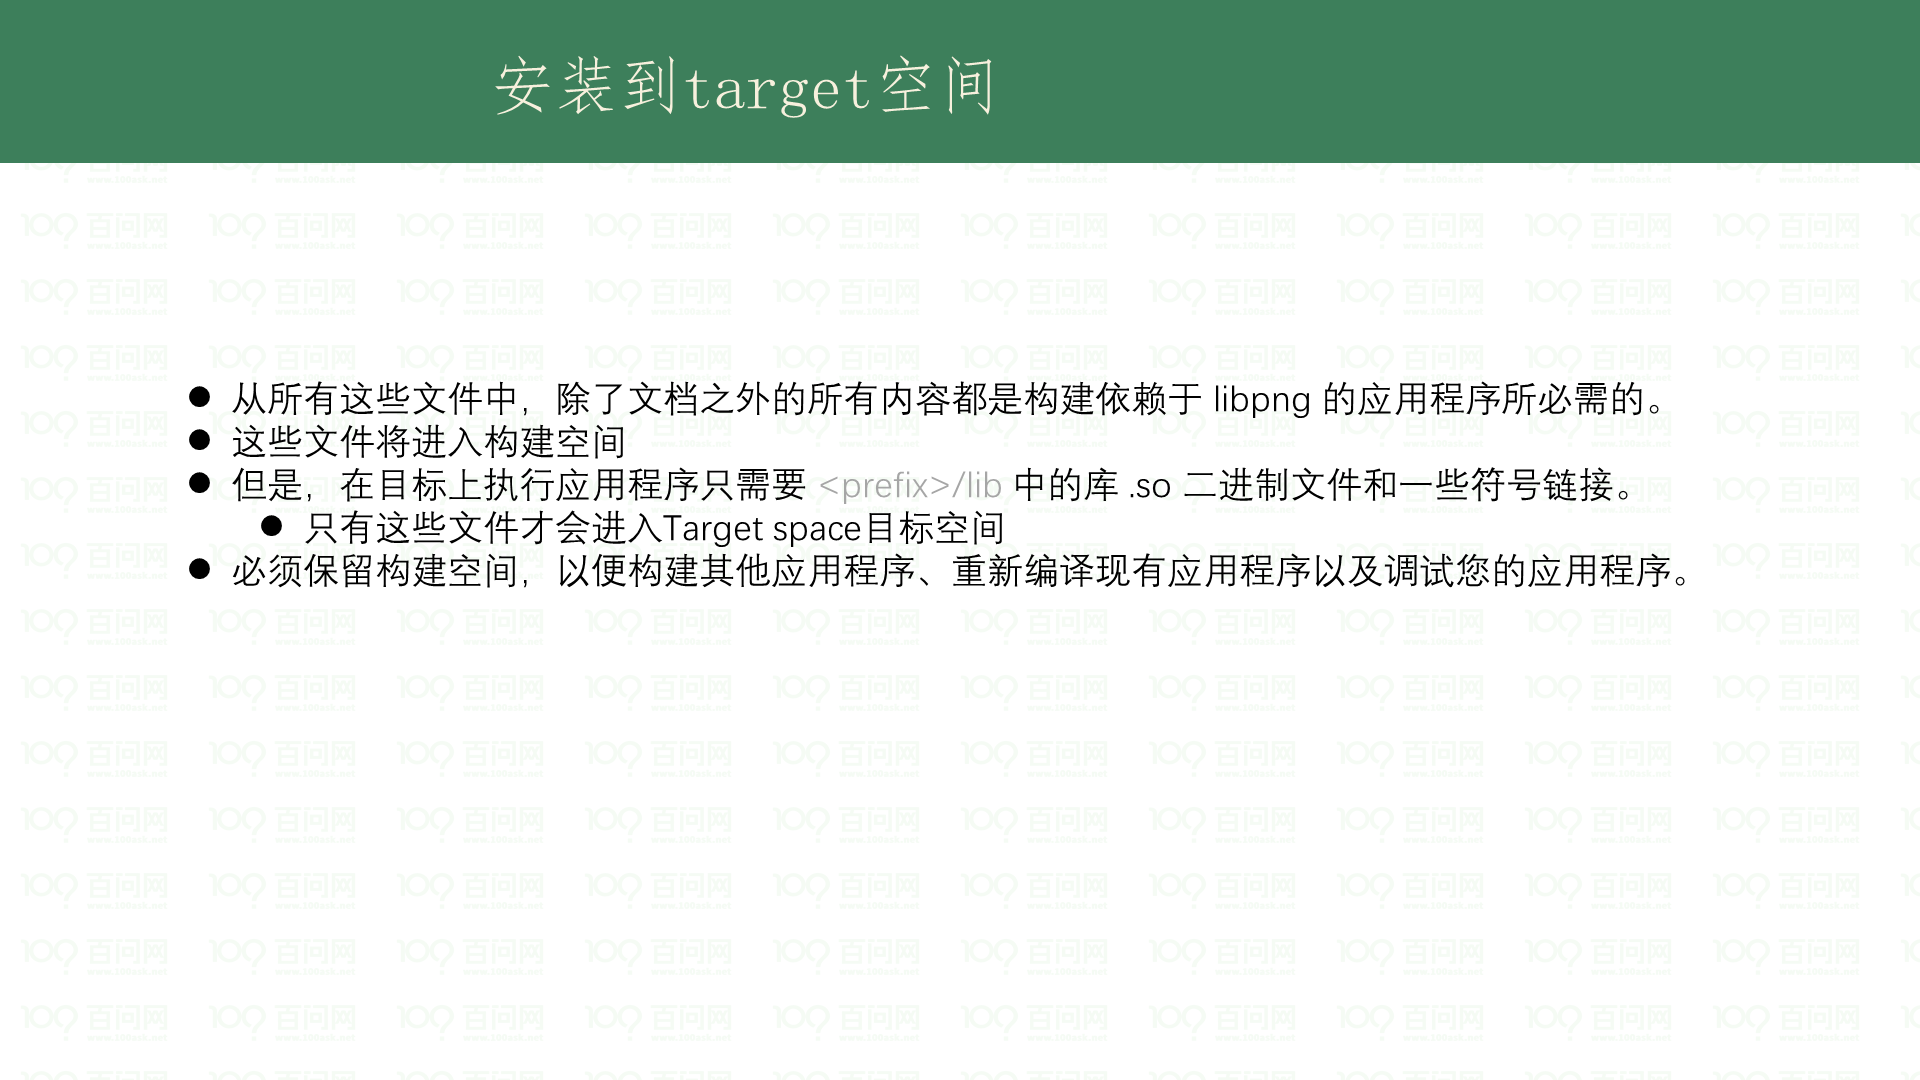 安装到target空间
从所有这些文件中，除了文档之外的所有内容都是构建依赖于 libpng 的应用程序所必需的。
这些文件将进入构建空间
但是，在目标上执行应用程序只需要 <prefix>/lib 中的库 .so 二进制文件和一些符号链接。
只有这些文件才会进入Target space目标空间
必须保留构建空间，以便构建其他应用程序、重新编译现有应用程序以及调试您的应用程序。
百问网
www.100ask.net